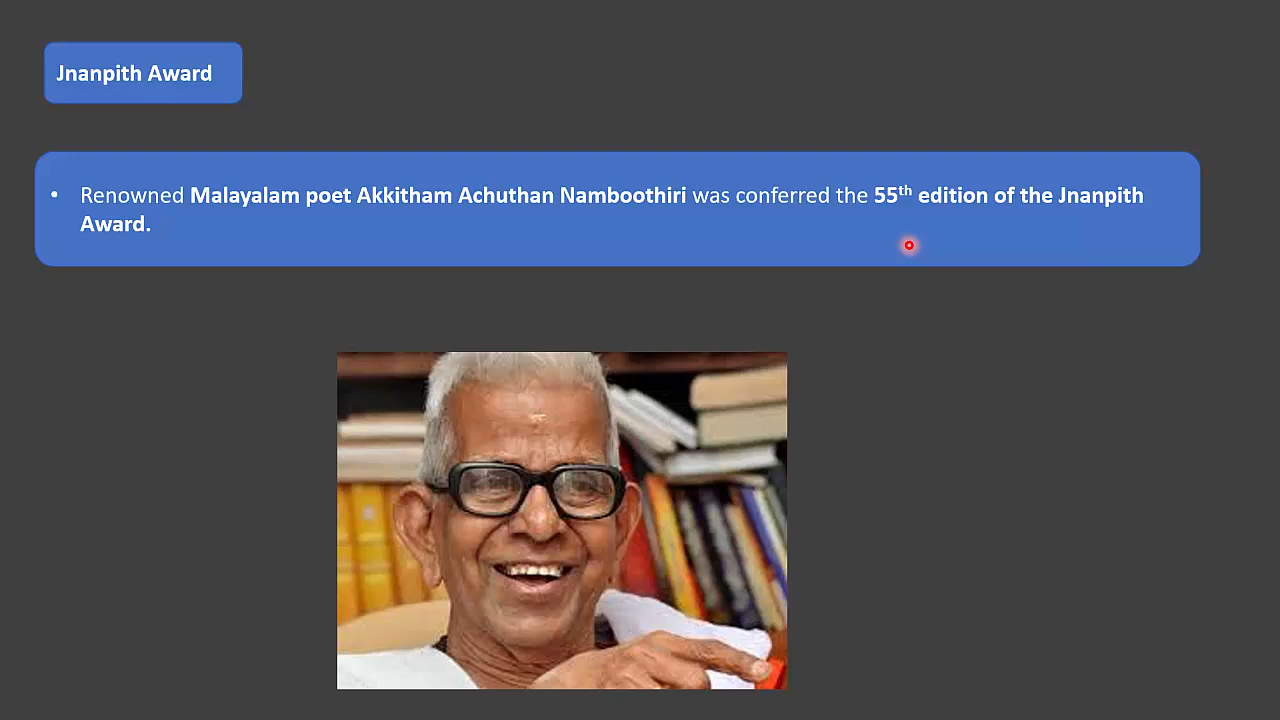 Jnanpith Award
• Renowned Malayalam poet Akkitham Achuthan Namboothiri was conferred the 55th edition of the Jnanpith
Award.